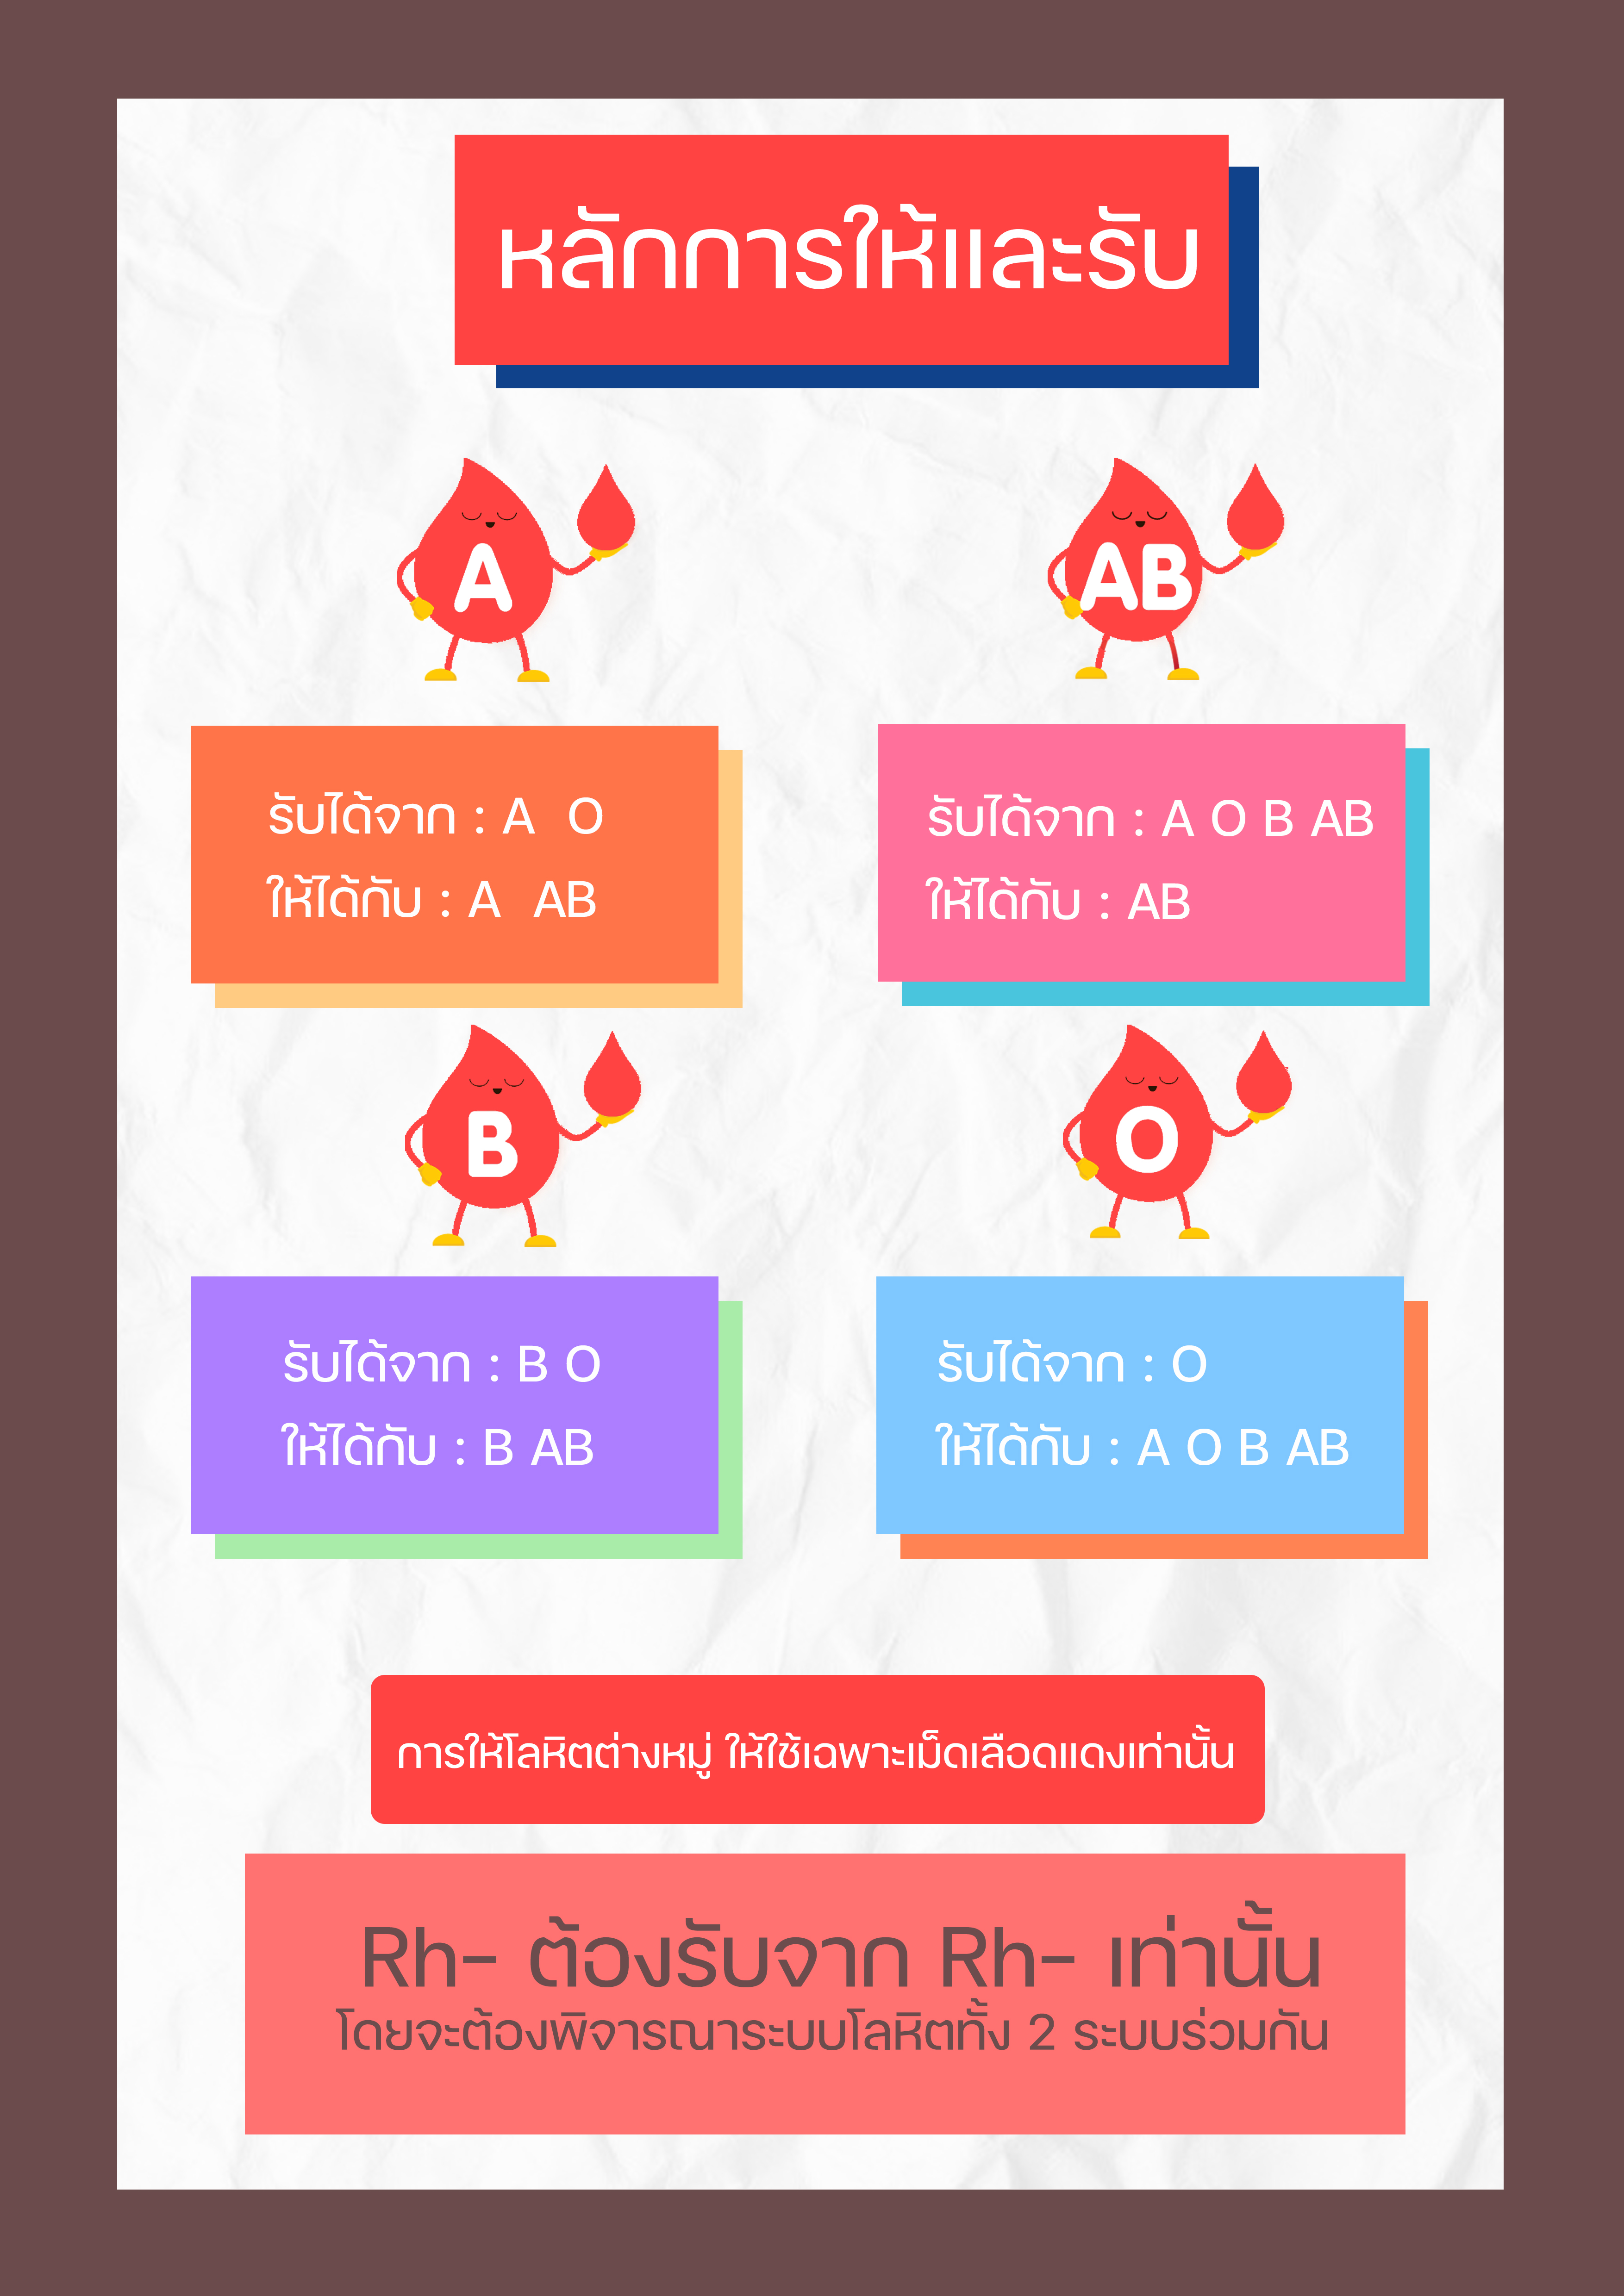 หลักการให้และรับ
A
AB
รับได้จาก : A O
ให้ได้กับ : A AB
รับได้จาก : A O B AB
ให้ได้กับ : AB
B
O
รับได้จาก : B O
ให้ได้กับ : B AB
รับได้จาก : O
ให้ได้กับ : A O B AB
การให้โลหิตต่างหมู่ ให้ใช้เฉพาะเม็ดเลือดแดงเท่านั้น
Rh- ต้องรับจาก Rh- เท่านั้น
โดยจะต้องพิจารณาระบบโลหิตทั้ง 2 ระบบร่วมกัน